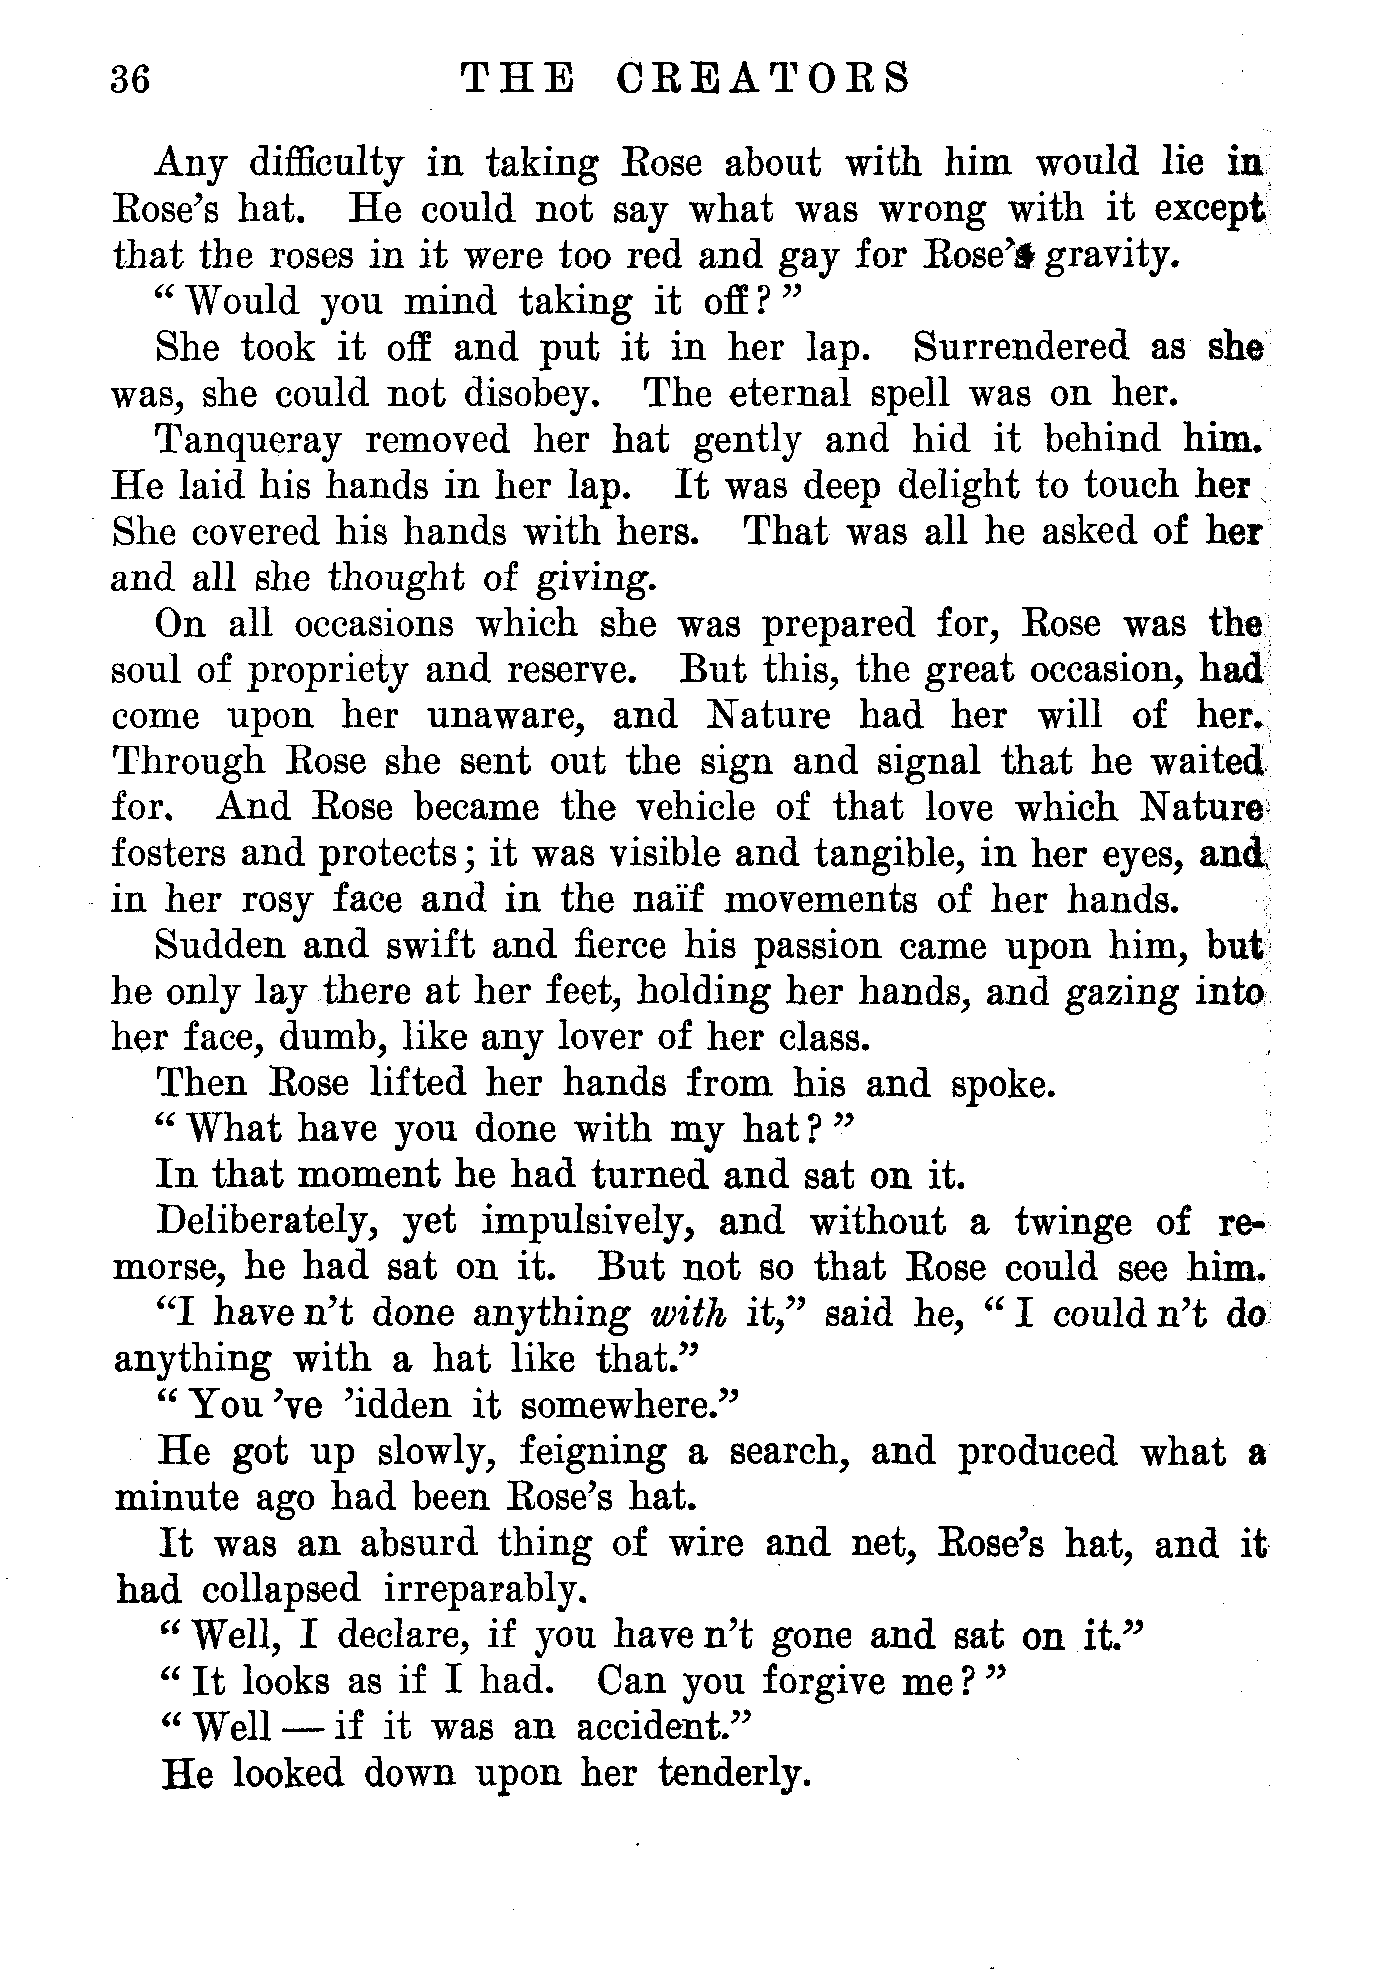 36 THE CREATORS
Any difficulty in taking Rose about with him would lie in
Rose's hat. He could not say what was wrong with it except
that the roses in it were too red and gay for Rose's gravity.
“ Would you mind taking it off? ”
She took it off and put it in her lap. Surrendered as she
was, she could not disobey. The eternal spell was on her.
Tanqueray removed her hat gently and hid it behind him.
He laid his hands in her lap. It was deep delight to touch her
She covered his hands with hers. That was all he asked of her
and all she thought of giving.
On all occasions which she was prepared for, Rose was the
soul of propriety and reserve. But this, the great occasion, had
come upon her unaware, and Nature had her will of her.
Through Rose she sent out the sign and signal that he waited
for. And Rose became the vehicle of that love which Nature
fosters and protects; it was visible and tangible, in her eyes, and
in her rosy face and in the naïf movements of her hands.
Sudden and swift and fierce his passion came upon him, but
he only lay there at her feet, holding her hands, and gazing into
her face, dumb, like any lover of her class.
Then Rose lifted her hands from his and spoke.
“ What have you done with my hat? ”
In that moment he had turned and sat on it.
Deliberately, yet impulsively, and without a twinge of re-
morse, he had sat on it. But not so that Rose could see him.
“I have n't done anything with it,” said he, “ I could n't do
anything with a hat like that.”
“ You 've 'idden it somewhere.”
He got up slowly, feigning a search, and produced what a
minute ago had been Rose's hat.
It was an absurd thing of wire and net, Rose's hat, and it
had collapsed irreparably.
“ Well, I declare, if you have n't gone and sat on it.”
“ It looks as if I had. Can you forgive me? ”
“ Well — if it was an accident.”
He looked down upon her tenderly.